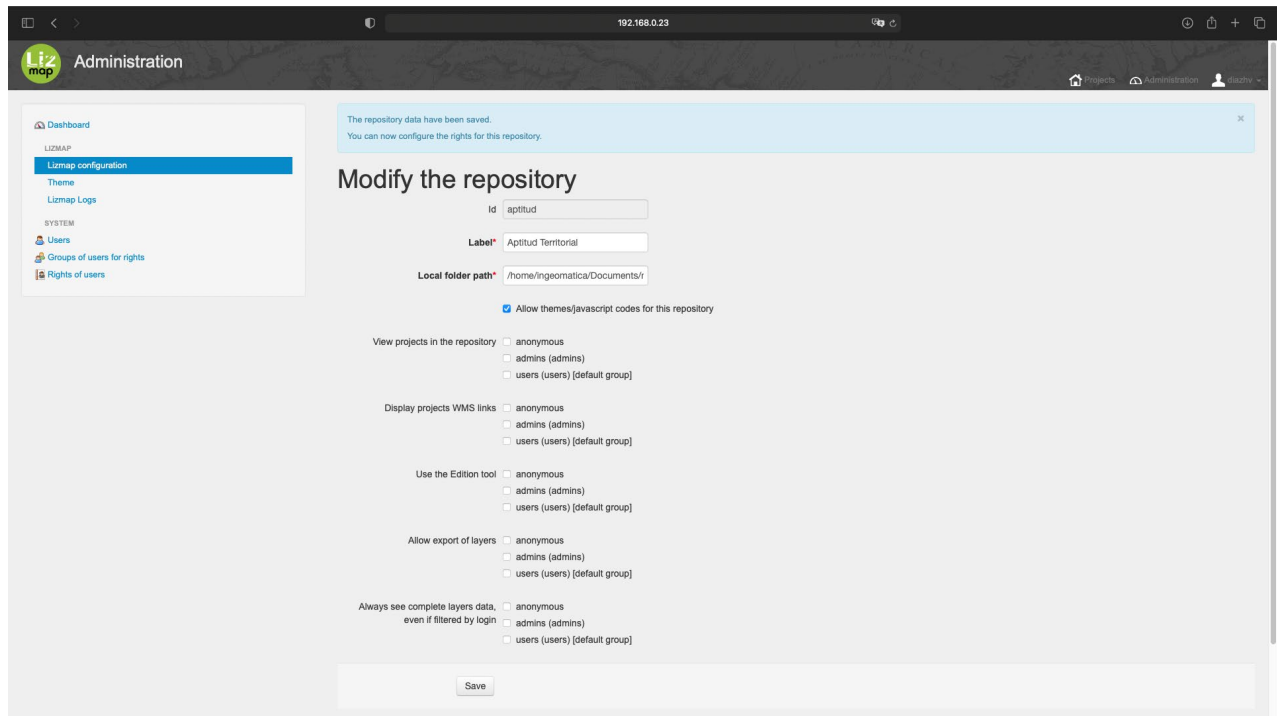 192.168.0.23
Liz
map
Administration
Projects
Administration
diazhv
Dashboard
LIZMAP
Lizmap configuration
Theme
Lizmap Logs
SYSTEM
Users
Groups of users for rights
Rights of users
The repository data have been saved.
You can now configure the rights for this repository.
Modify the repository
Id aptitud
Label* Aptitud Territorial
Local folder path* /home/ingeomatica/Documents/r
Allow themes/javascript codes for this repository
View projects in the repository anonymous
admins (admins)
users (users) [default group]
Display projects WMS links anonymous
admins (admins)
users (users) [default group]
Use the Edition tool anonymous
admins (admins)
users (users) [default group]
Allow export of layers anonymous
admins (admins)
users (users) [default group]
Always see complete layers data, anonymous
even if filtered by login admins (admins)
users (users) [default group]
Save